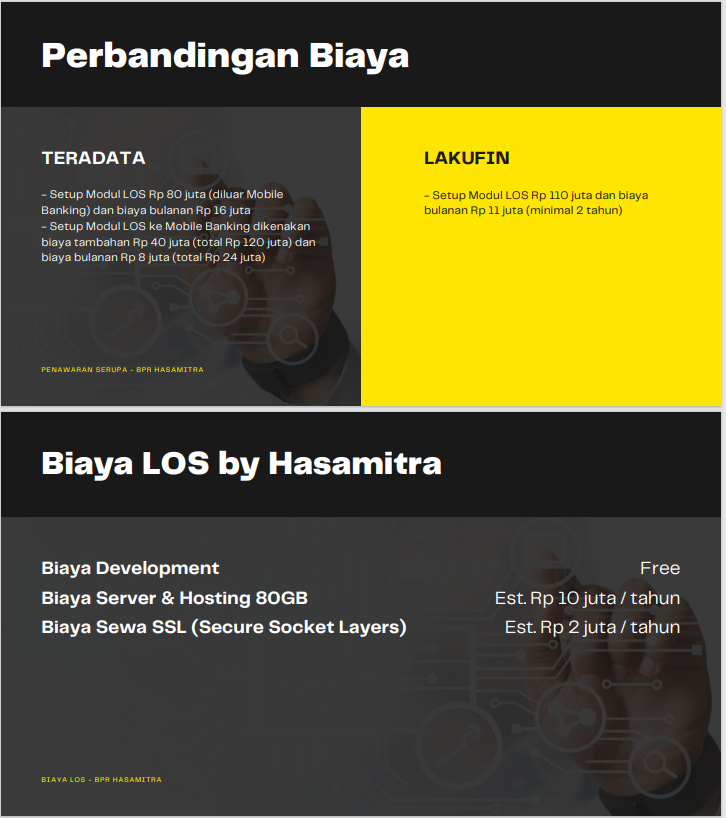 Perbandingan Biaya
TERADATA
- Setup Modul LOS Rp 80 juta (diluar Mobile
Banking) dan biaya bulanan Rp 16 juta
- Setup Modul LOS ke Mobile Banking dikenakan
biaya tambahan Rp 40 juta (total Rp 120 juta) dan
biaya bulanan Rp 8 juta (total Rp 24 juta)
PENAWARAN SERUPA - BPR HASAMITRA
LAKUFIN
- Setup Modul LOS Rp 110 juta dan biaya
bulanan Rp 11 juta (minimal 2 tahun)
Biaya LOS by Hasamitra
Biaya Development Free
Biaya Server & Hosting 80GB Est. Rp 10 juta / tahun
Biaya Sewa SSL (Secure Socket Layers) Est. Rp 2 juta / tahun
BIAYA LOS - BPR HASAMITRA